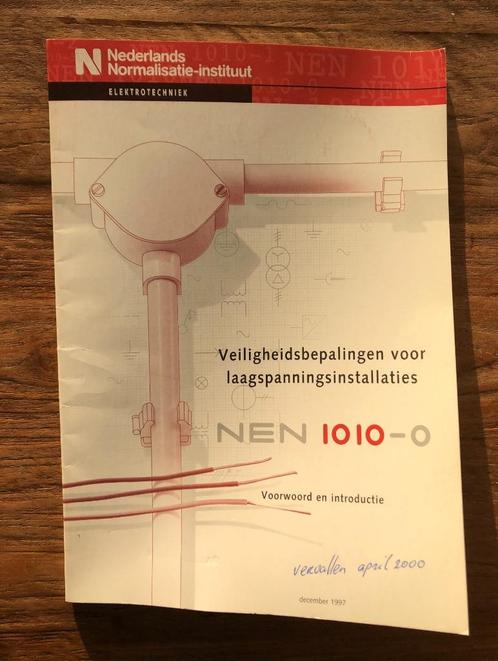 N Nederlands
Normalisatie-instituut
ELEKTROTECHNIEK
Veiligheidsbepalingen voor
laagspanningsinstallaties
NEN 1010-0
Voorwoord en introductie
vervallen april 2000
december 1997